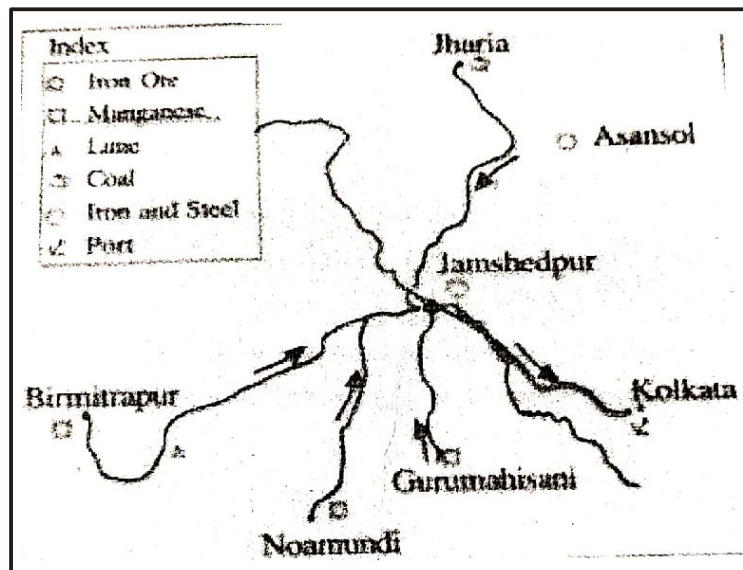 Index
Iron Ore
Manganese
Lime
Coal
Iron and Steel
Port
Jharia
Asansol
Jamshedpur
Birmitrapur
Kolkata
Gurumahisani
Noamundi